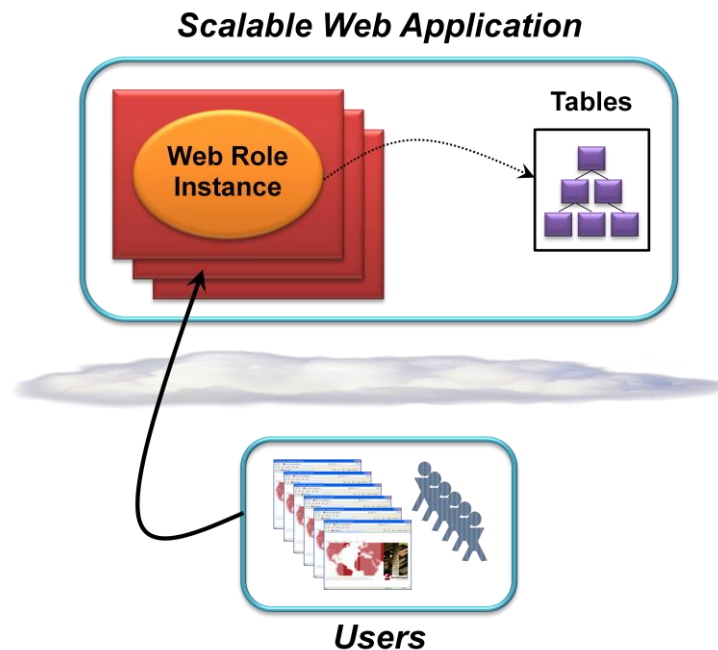 Scalable Web Application
Web Role
Instance
Tables
Users